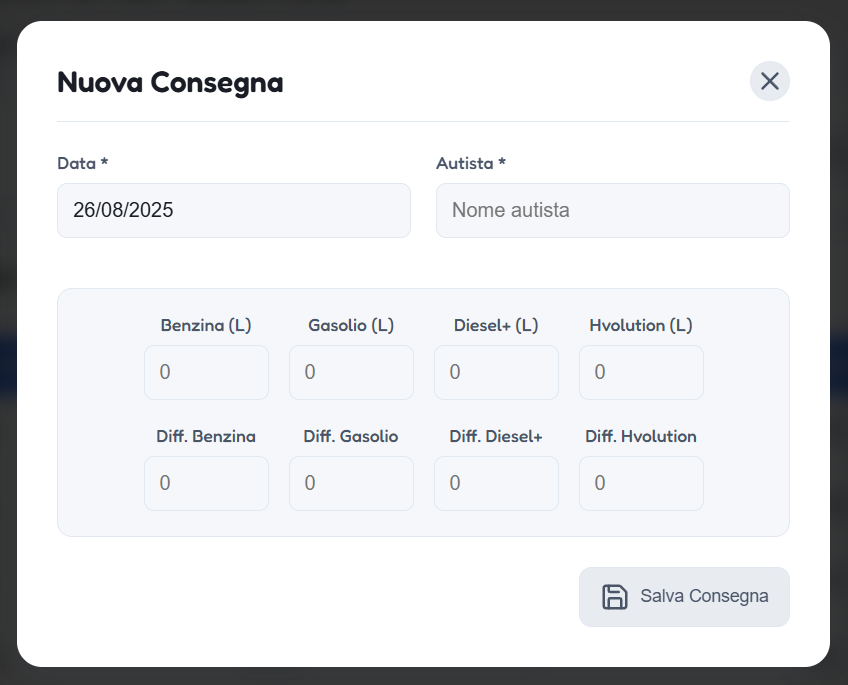 Nuova Consegna
Data * Autista *
26/08/2025 Nome autista
Benzina (L) Gasolio (L) Diesel+ (L) Hvolution (L)
0 0 0 0
Diff. Benzina Diff. Gasolio Diff. Diesel+ Diff. Hvolution
0 0 0 0
Salva Consegna